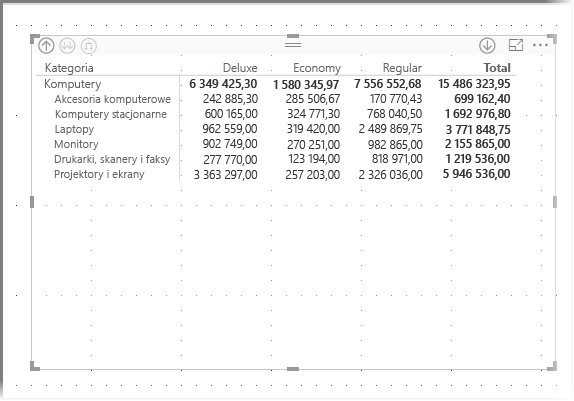 Kategoria Deluxe Economy Regular Total
Komputery 6 349 425,30 1 580 345,97 7 556 552,68 15 486 323,95
Akcesoria komputerowe 242 885,30 285 506,67 170 770,43 699 162,40
Komputery stacjonarne 600 165,00 324 771,30 768 040,50 1 692 976,80
Laptopy 962 559,00 319 420,00 2 489 869,75 3 771 848,75
Monitory 902 749,00 270 251,00 982 865,00 2 155 865,00
Drukarki, skanery i faksy 277 770,00 123 194,00 818 971,00 1 219 536,00
Projektory i ekrany 3 363 297,00 257 203,00 2 326 036,00 5 946 536,00